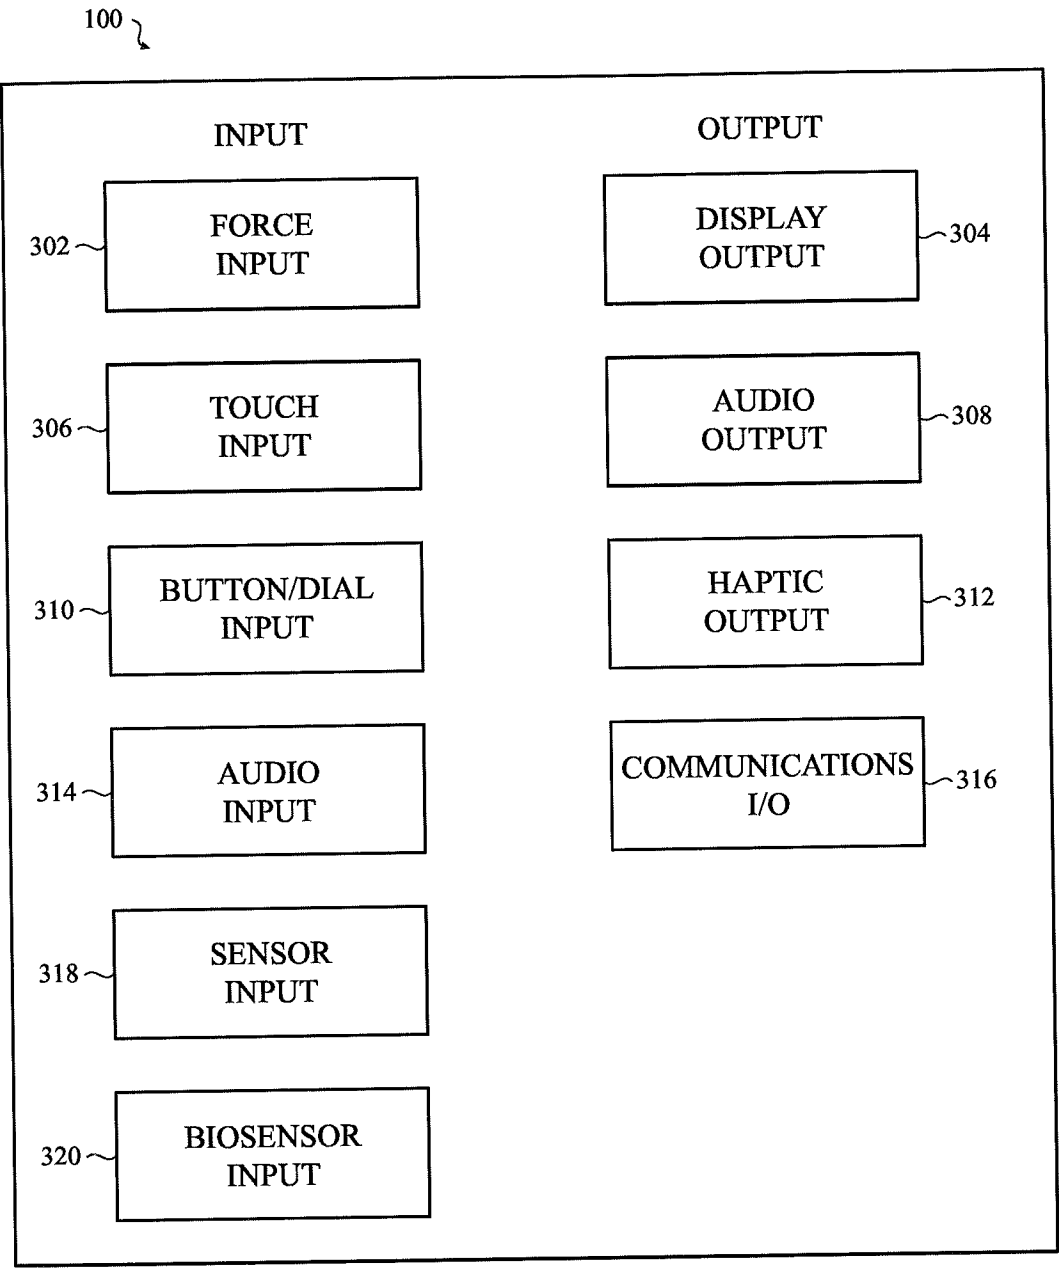 100
INPUT
OUTPUT
302
FORCE
INPUT
DISPLAY
OUTPUT
304
306
TOUCH
INPUT
AUDIO
OUTPUT
308
310
BUTTON/DIAL
INPUT
HAPTIC
OUTPUT
312
314
AUDIO
INPUT
COMMUNICATIONS
I/O
316
318
SENSOR
INPUT
320
BIOSENSOR
INPUT